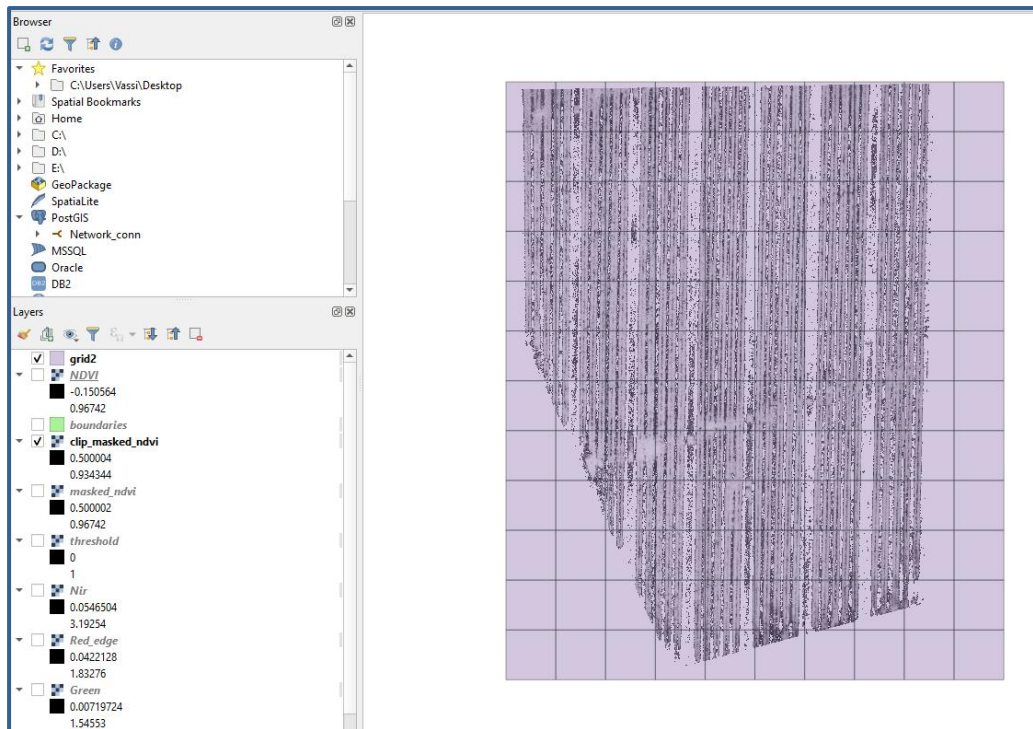 Browser
Favorites
C:\Users\Vassi\Desktop
Spatial Bookmarks
Home
C:\
D:\
E:\
GeoPackage
SpatiaLite
PostGIS
Network_conn
MSSQL
Oracle
DB2
Layers
grid2
NDVI
-0.150564
0.96742
boundaries
clip_masked_ndvi
0.500004
0.934344
masked_ndvi
0.500002
0.96742
threshold
0
1
Nir
0.0546504
3.19254
Red_edge
0.0422128
1.83276
Green
0.00719724
1.54553